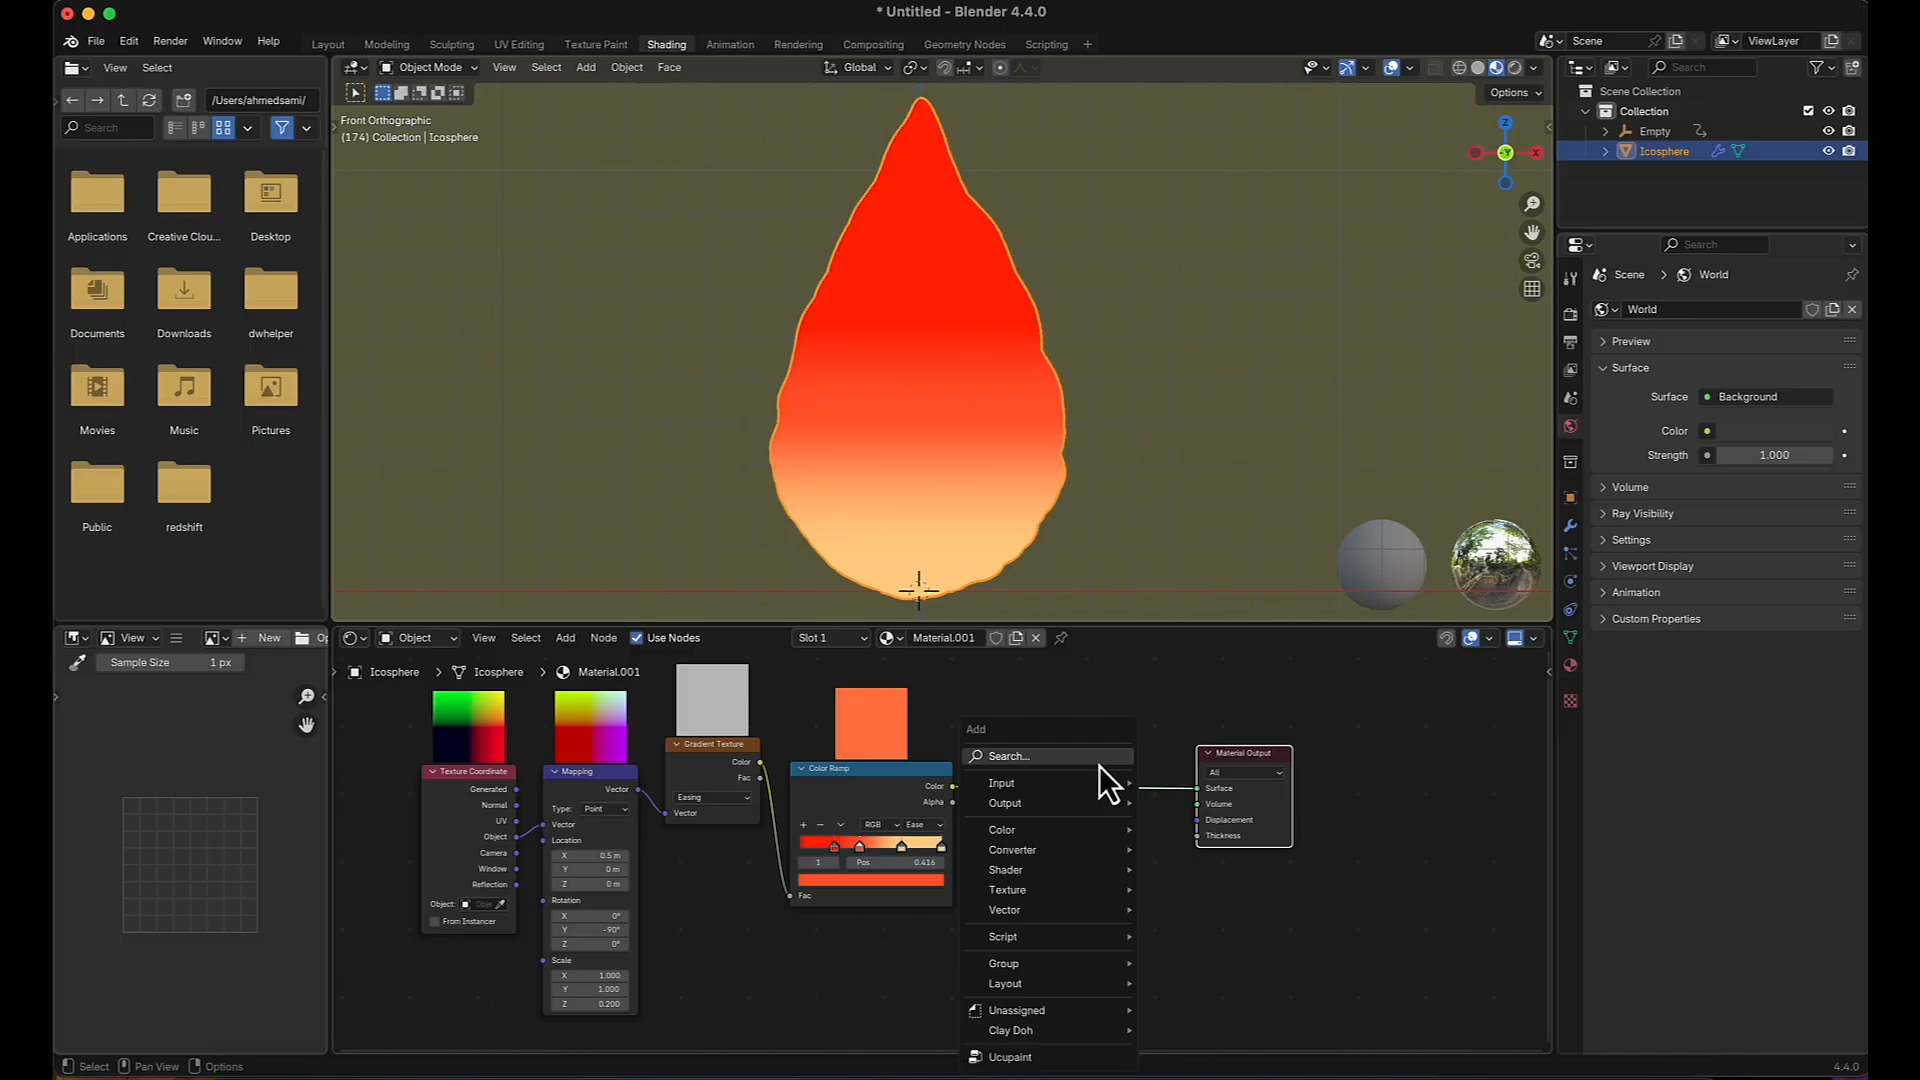 * Untitled - Blender 4.4.0
File Edit Render Window Help
Layout Modeling Sculpting UV Editing Texture Paint Shading Animation Rendering Compositing Geometry Nodes Scripting +
Scene
ViewLayer
View Select
Object Mode View Select Add Object Face
Global
Search
/Users/ahmedsami/
Options
Search
Front Orthographic
(174) Collection | Icosphere
Z
-Y
X
Scene Collection
Collection
Empty
Icosphere
Applications
Creative Clou...
Desktop
Documents
Downloads
dwhelper
Movies
Music
Pictures
Public
redshift
Search
Scene > World
World
Preview
Surface
Surface Background
Color
Strength 1.000
Volume
Ray Visibility
Settings
Viewport Display
Animation
Custom Properties
View
+ New
Op
Sample Size 1 px
Object View Select Add Node Use Nodes
Slot 1
Material.001
Icosphere > Icosphere > Material.001
Texture Coordinate
Generated
Normal
UV
Object
Camera
Window
Reflection
Object:
From Instancer
Mapping
Vector
Type: Point
Vector
Location
X 0.5 m
Y 0 m
Z 0 m
Rotation
X 0°
Y -90°
Z 0°
Scale
X 1.000
Y 1.000
Z 0.200
Gradient Texture
Color
Fac
Easing
Vector
Color Ramp
Color
Alpha
RGB Ease
1 Pos 0.416
Fac
Add
Search...
Input
Output
Color
Converter
Shader
Texture
Vector
Script
Group
Layout
Unassigned
Clay Doh
Ucupaint
Material Output
All
Surface
Volume
Displacement
Thickness
Select Pan View Options
4.4.0